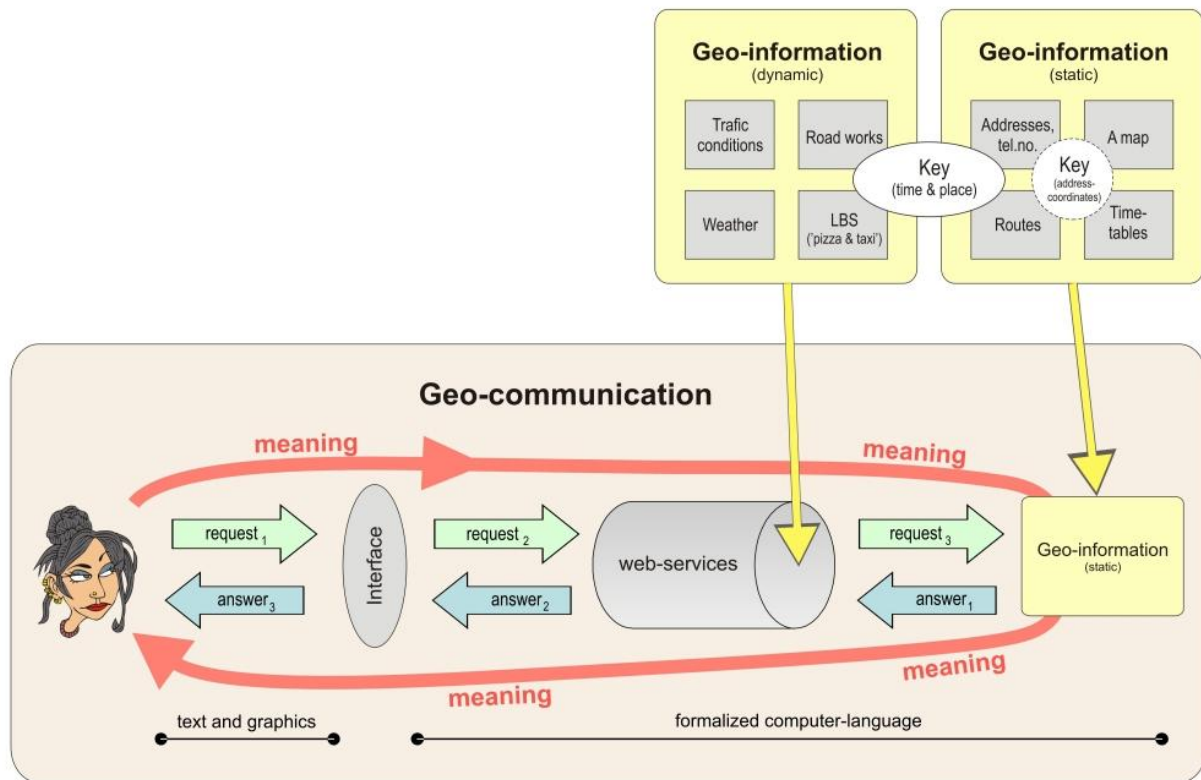 Geo-information
(dynamic)
Trafic
conditions
Road works
Weather
LBS
('pizza & taxi')
Key
(time & place)
Geo-information
(static)
Addresses,
tel.no.
A map
Key
(address-
coordinates)
Routes
Time-
tables
Geo-communication
meaning
meaning
request 1
Interface
request 2
web-services
request 3
Geo-information
(static)
answer 3
answer 2
answer 1
meaning
meaning
text and graphics
formalized computer-language